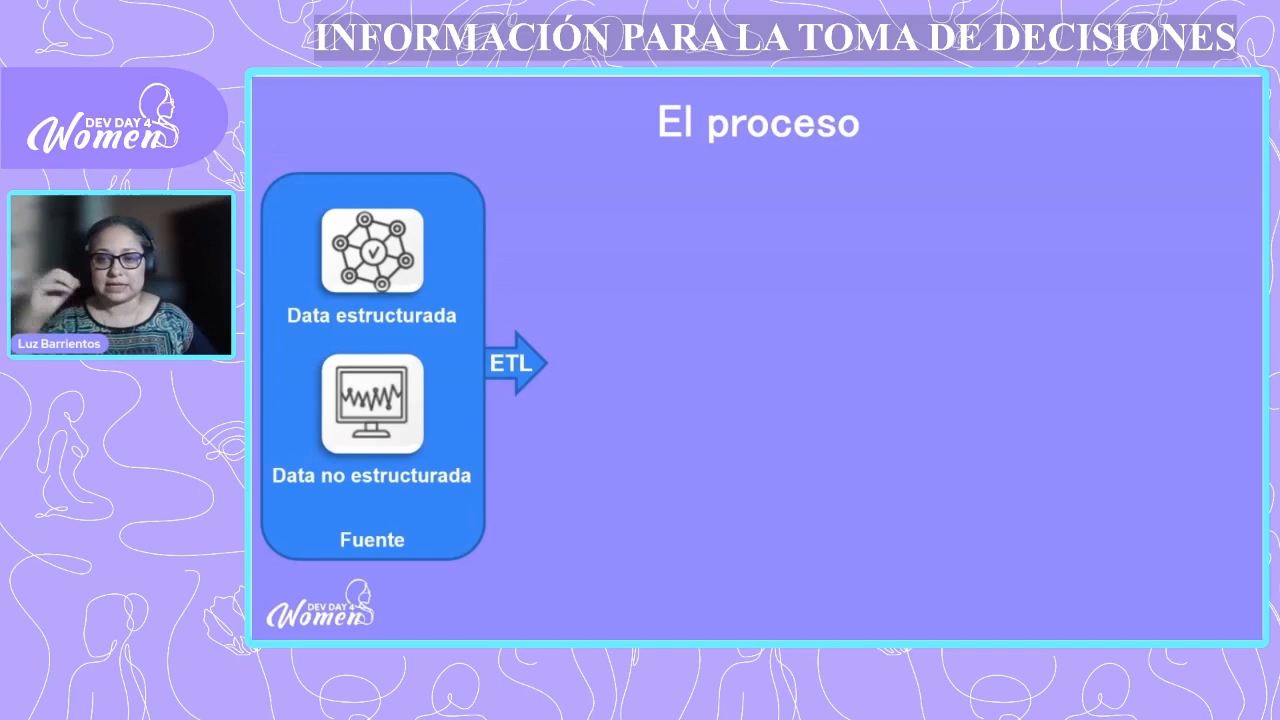 INFORMACIÓN PARA LA TOMA DE DECISIONES
DEV DAY 4
Women
Luz Barrientos
El proceso
Data estructurada
ETL
Data no estructurada
Fuente
DEV DAY 4
Women